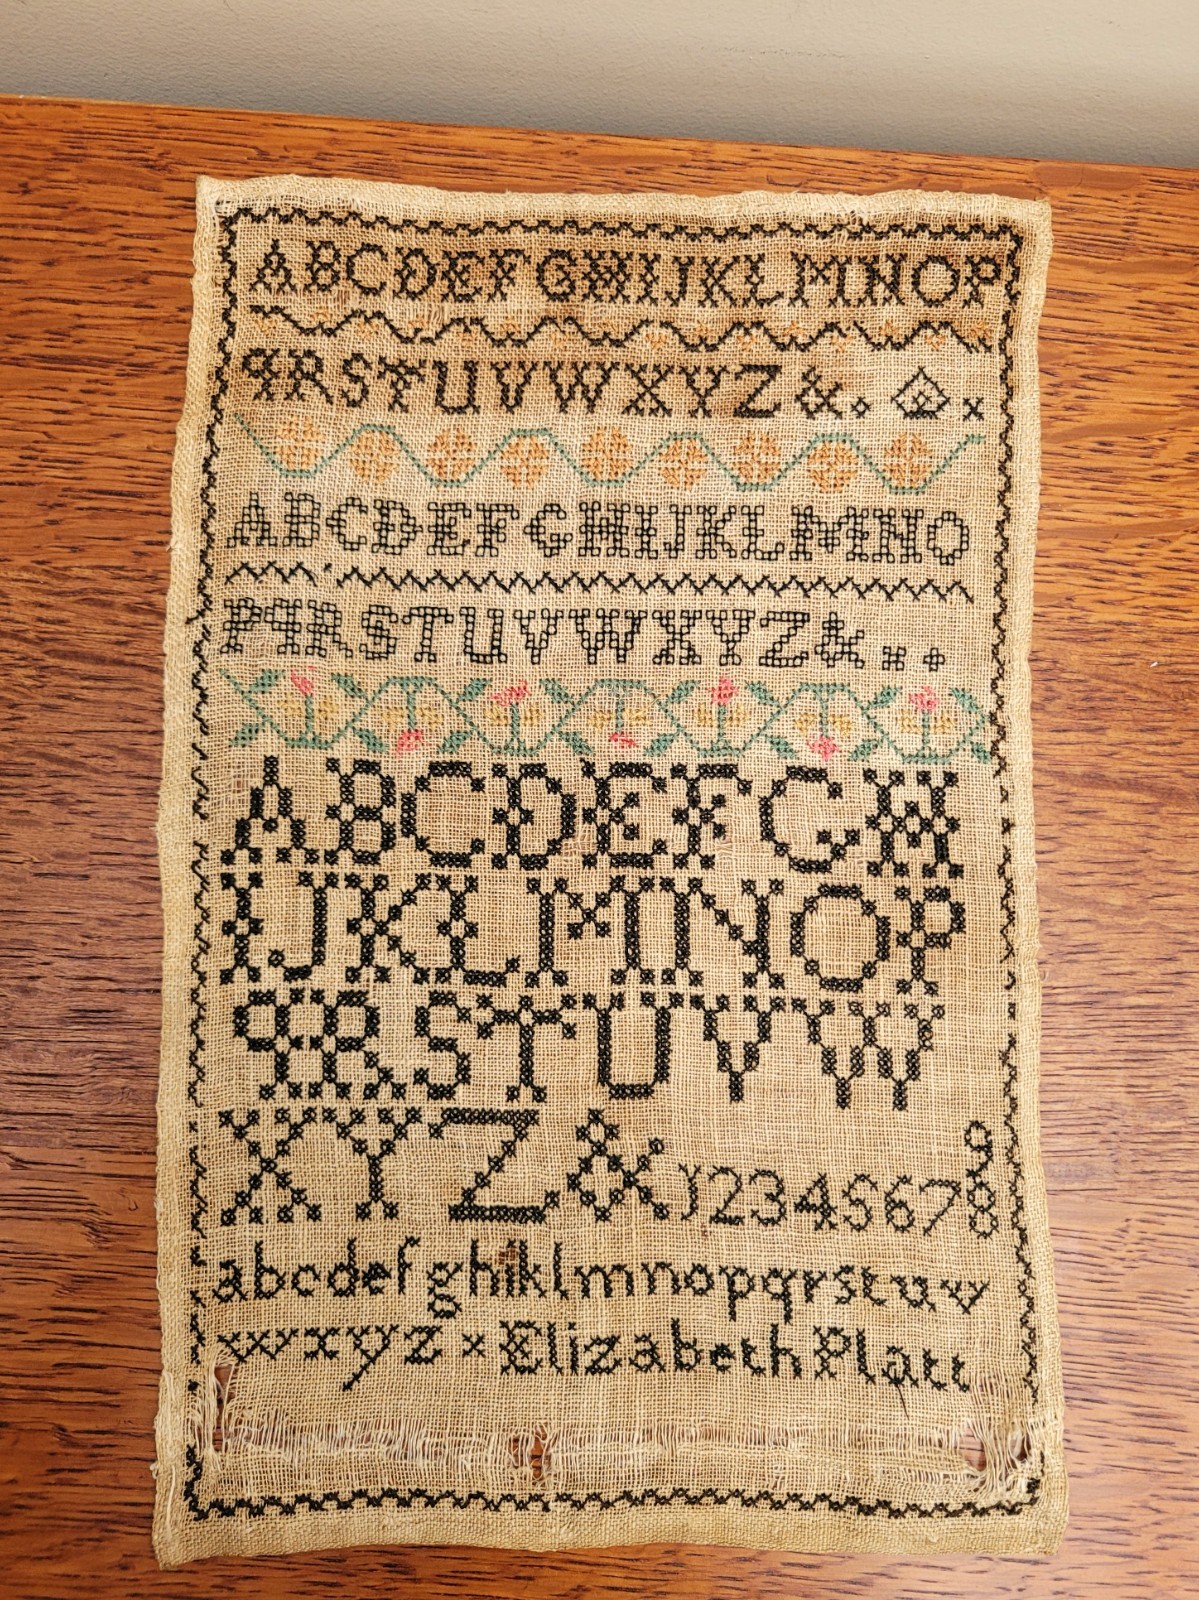 ABCDEFGHIJKLMNOP
qRSTUVWXYZ&.
ABCDEFGHIJKLMNO
PqRSTUVWXYZ&..
ABCDEFGH
IJKLMNOP
qRSTUVW
XYZ&123456789
abcdefghiklmnopqrstuv
wxyz x Elizabeth Platt